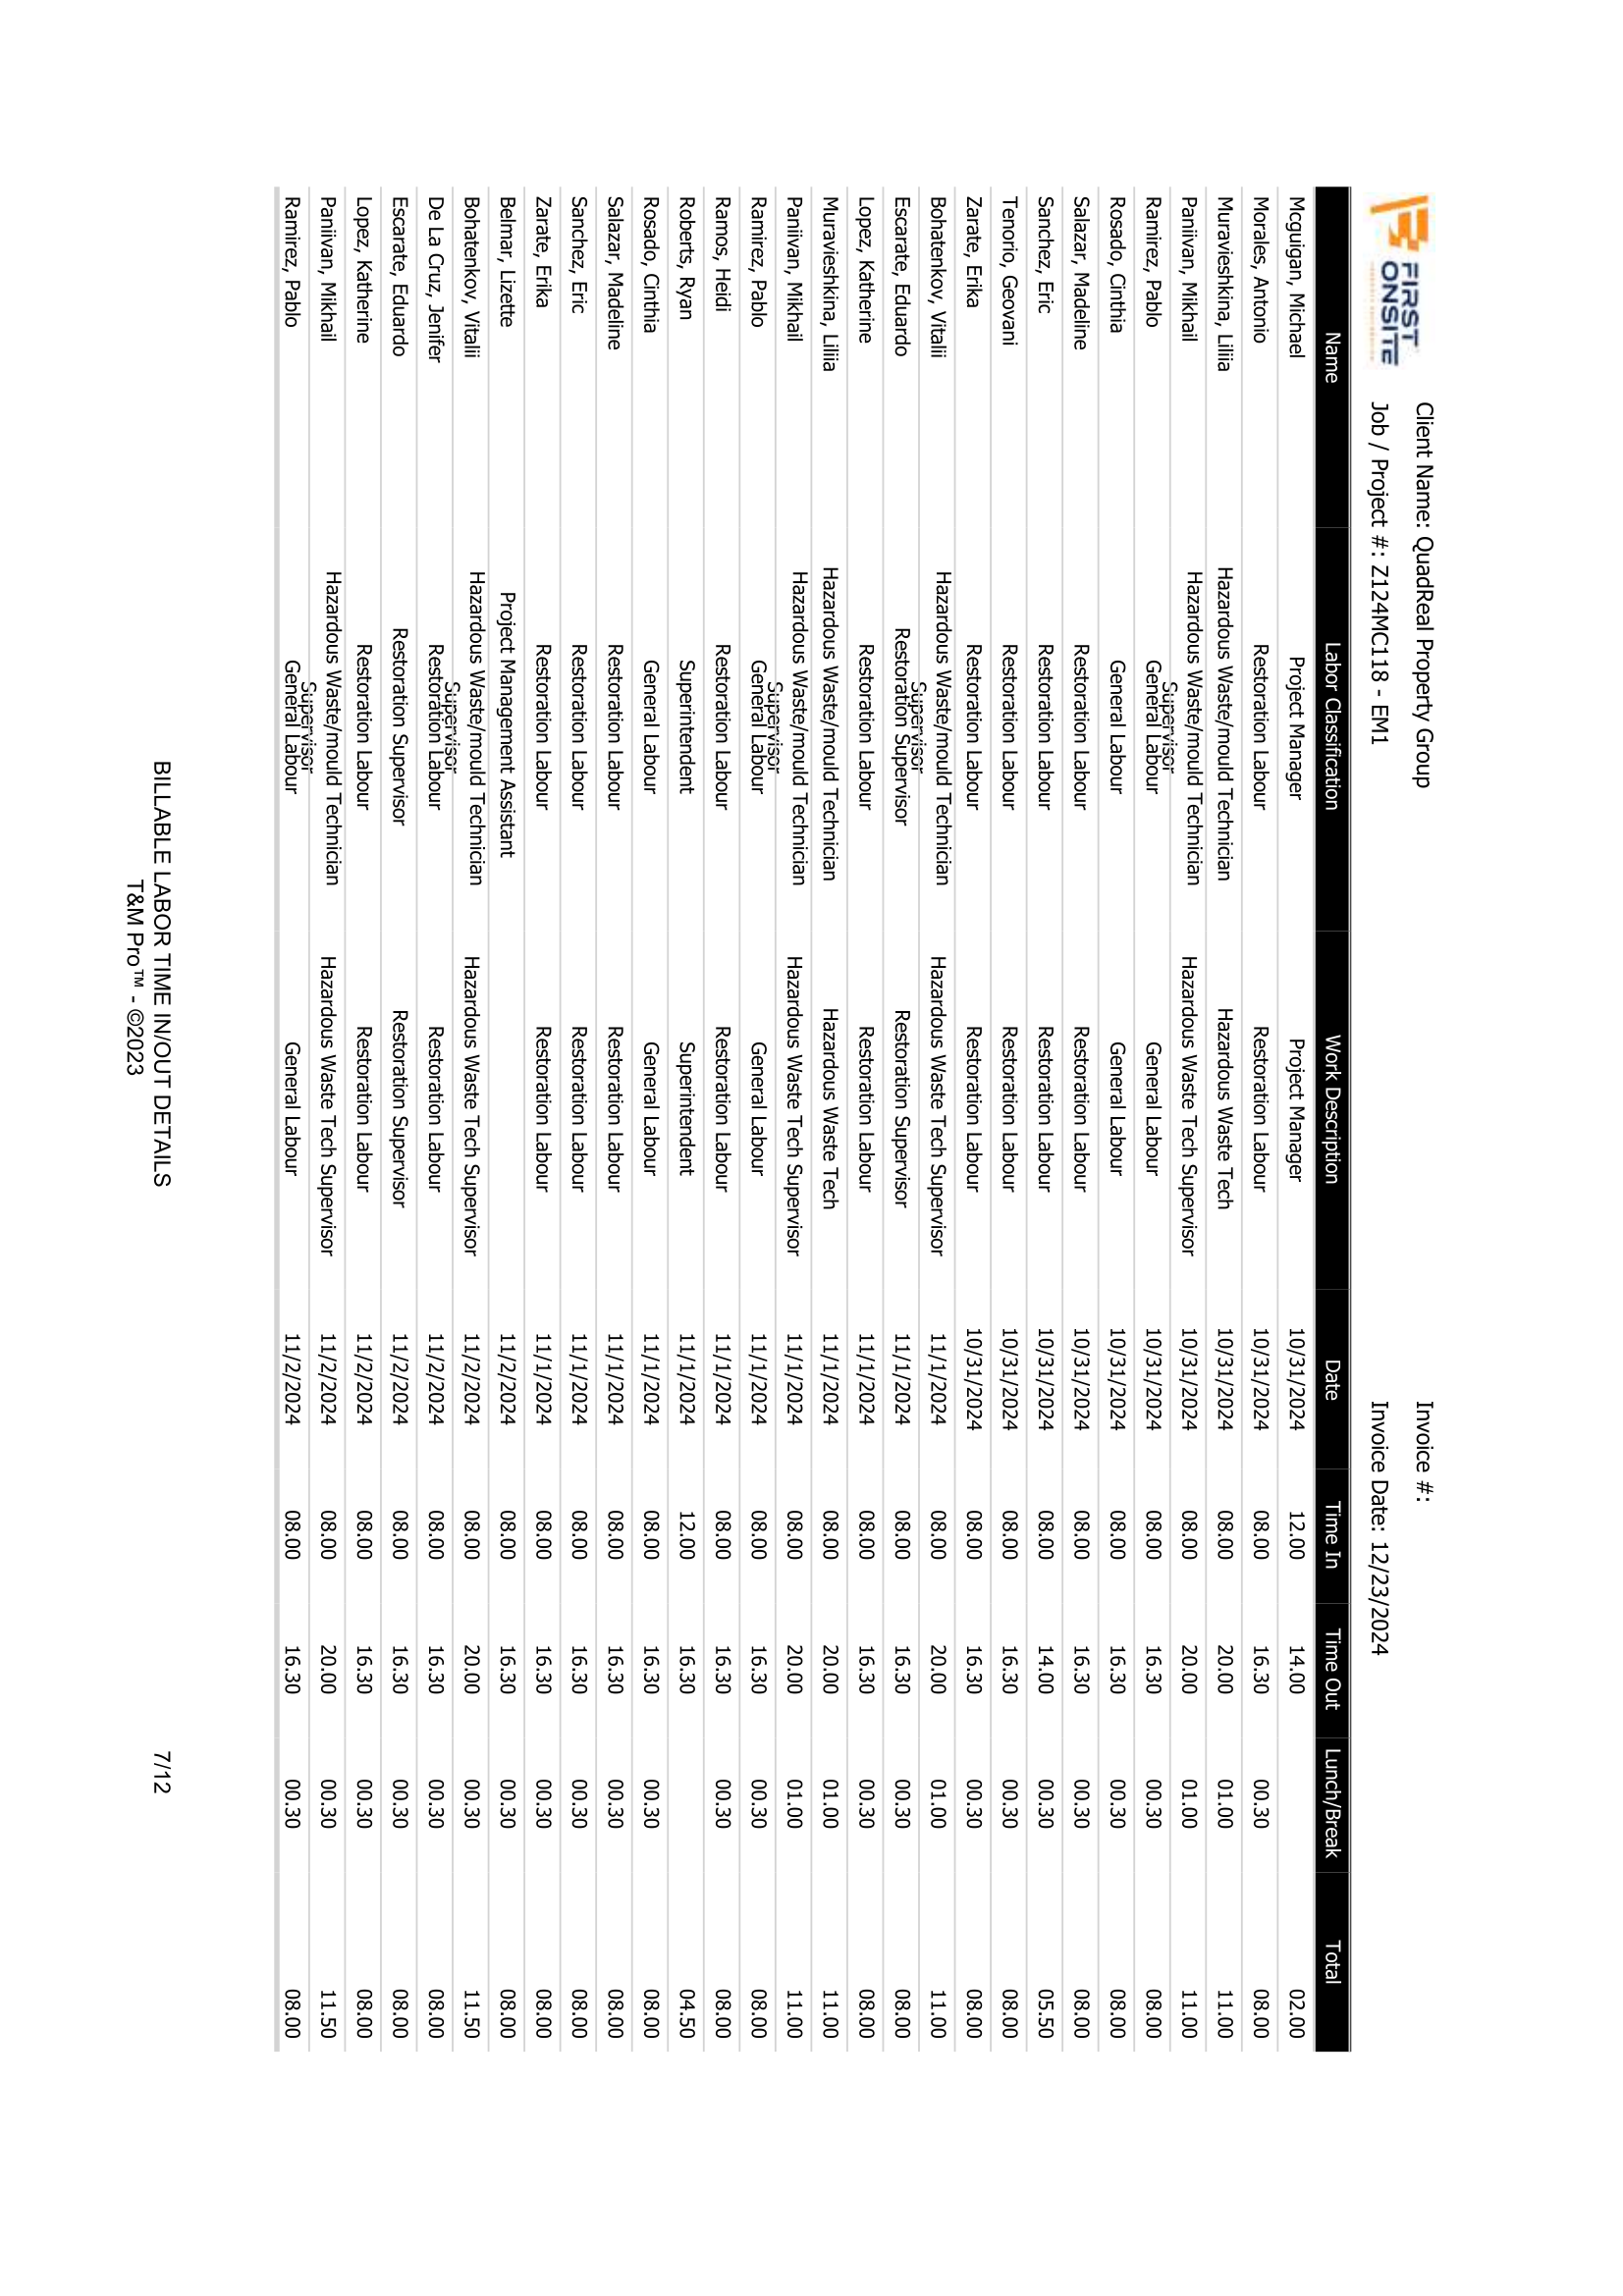 FIRST
ONSITE
Client Name: QuadReal Property Group Invoice #:
Job / Project #: Z124MC118 - EM1 Invoice Date: 12/23/2024
Name Labor Classification Work Description Date Time In Time Out Lunch/Break Total
Mcguigan, Michael Project Manager Project Manager 10/31/2024 12.00 14.00 02.00
Morales, Antonio Restoration Labour Restoration Labour 10/31/2024 08.00 16.30 00.30 08.00
Muravieshkina, Liliia Hazardous Waste/mould Technician Hazardous Waste Tech 10/31/2024 08.00 20.00 01.00 11.00
Paniivan, Mikhail Hazardous Waste/mould Technician Supervisor Hazardous Waste Tech Supervisor 10/31/2024 08.00 20.00 01.00 11.00
Ramirez, Pablo General Labour General Labour 10/31/2024 08.00 16.30 00.30 08.00
Rosado, Cinthia General Labour General Labour 10/31/2024 08.00 16.30 00.30 08.00
Salazar, Madeline Restoration Labour Restoration Labour 10/31/2024 08.00 16.30 00.30 08.00
Sanchez, Eric Restoration Labour Restoration Labour 10/31/2024 08.00 14.00 00.30 05.50
Tenorio, Geovani Restoration Labour Restoration Labour 10/31/2024 08.00 16.30 00.30 08.00
Zarate, Erika Restoration Labour Restoration Labour 10/31/2024 08.00 16.30 00.30 08.00
Bohatenkov, Vitalii Hazardous Waste/mould Technician Supervisor Hazardous Waste Tech Supervisor 11/1/2024 08.00 20.00 01.00 11.00
Escarate, Eduardo Restoration Supervisor Restoration Supervisor 11/1/2024 08.00 16.30 00.30 08.00
Lopez, Katherine Restoration Labour Restoration Labour 11/1/2024 08.00 16.30 00.30 08.00
Muravieshkina, Liliia Hazardous Waste/mould Technician Hazardous Waste Tech 11/1/2024 08.00 20.00 01.00 11.00
Paniivan, Mikhail Hazardous Waste/mould Technician Supervisor Hazardous Waste Tech Supervisor 11/1/2024 08.00 20.00 01.00 11.00
Ramirez, Pablo General Labour General Labour 11/1/2024 08.00 16.30 00.30 08.00
Ramos, Heidi Restoration Labour Restoration Labour 11/1/2024 08.00 16.30 00.30 08.00
Roberts, Ryan Superintendent Superintendent 11/1/2024 12.00 16.30 04.50
Rosado, Cinthia General Labour General Labour 11/1/2024 08.00 16.30 00.30 08.00
Salazar, Madeline Restoration Labour Restoration Labour 11/1/2024 08.00 16.30 00.30 08.00
Sanchez, Eric Restoration Labour Restoration Labour 11/1/2024 08.00 16.30 00.30 08.00
Zarate, Erika Restoration Labour Restoration Labour 11/1/2024 08.00 16.30 00.30 08.00
Belmar, Lizette Project Management Assistant 11/2/2024 08.00 16.30 00.30 08.00
Bohatenkov, Vitalii Hazardous Waste/mould Technician Supervisor Hazardous Waste Tech Supervisor 11/2/2024 08.00 20.00 00.30 11.50
De La Cruz, Jenifer Restoration Labour Restoration Labour 11/2/2024 08.00 16.30 00.30 08.00
Escarate, Eduardo Restoration Supervisor Restoration Supervisor 11/2/2024 08.00 16.30 00.30 08.00
Lopez, Katherine Restoration Labour Restoration Labour 11/2/2024 08.00 16.30 00.30 08.00
Paniivan, Mikhail Hazardous Waste/mould Technician Supervisor Hazardous Waste Tech Supervisor 11/2/2024 08.00 20.00 00.30 11.50
Ramirez, Pablo General Labour General Labour 11/2/2024 08.00 16.30 00.30 08.00
BILLABLE LABOR TIME IN/OUT DETAILS 7/12
T&M Pro™ - ©2023